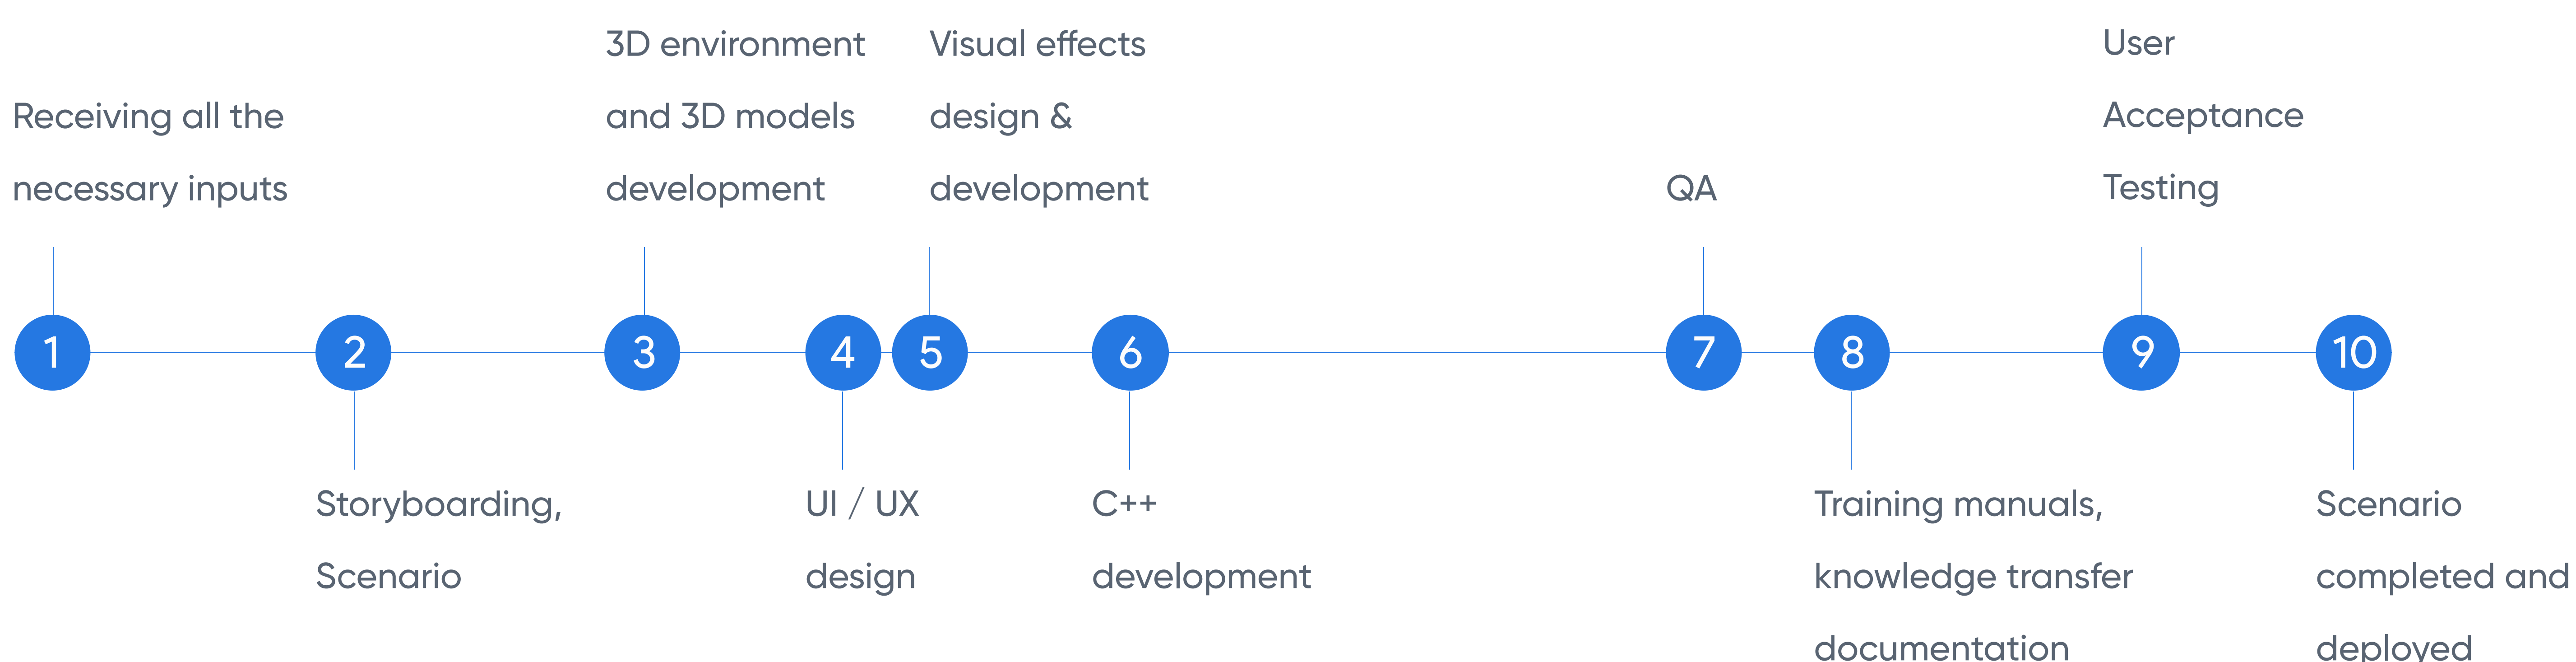 Receiving all the
necessary inputs
3D environment
and 3D models
development
Visual effects
design &
development
QA
User
Acceptance
Testing
1
2
3
4
5
6
7
8
9
10
Storyboarding,
Scenario
UI / UX
design
C++
development
Training manuals,
knowledge transfer
documentation
Scenario
completed and
deployed